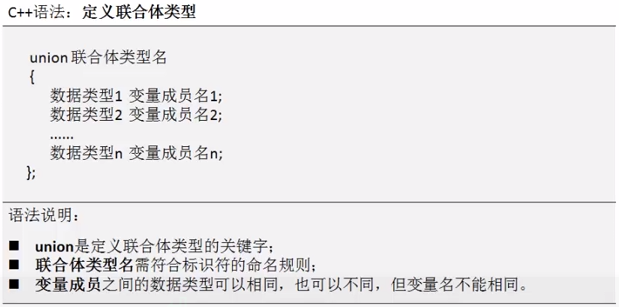 C++语法：定义联合体类型
union 联合体类型名
{
数据类型1 变量成员名1;
数据类型2 变量成员名2;
......
数据类型n 变量成员名n;
};
语法说明：
■ union是定义联合体类型的关键字；
■ 联合体类型名需符合标识符的命名规则；
■ 变量成员之间的数据类型可以相同，也可以不同，但变量名不能相同。